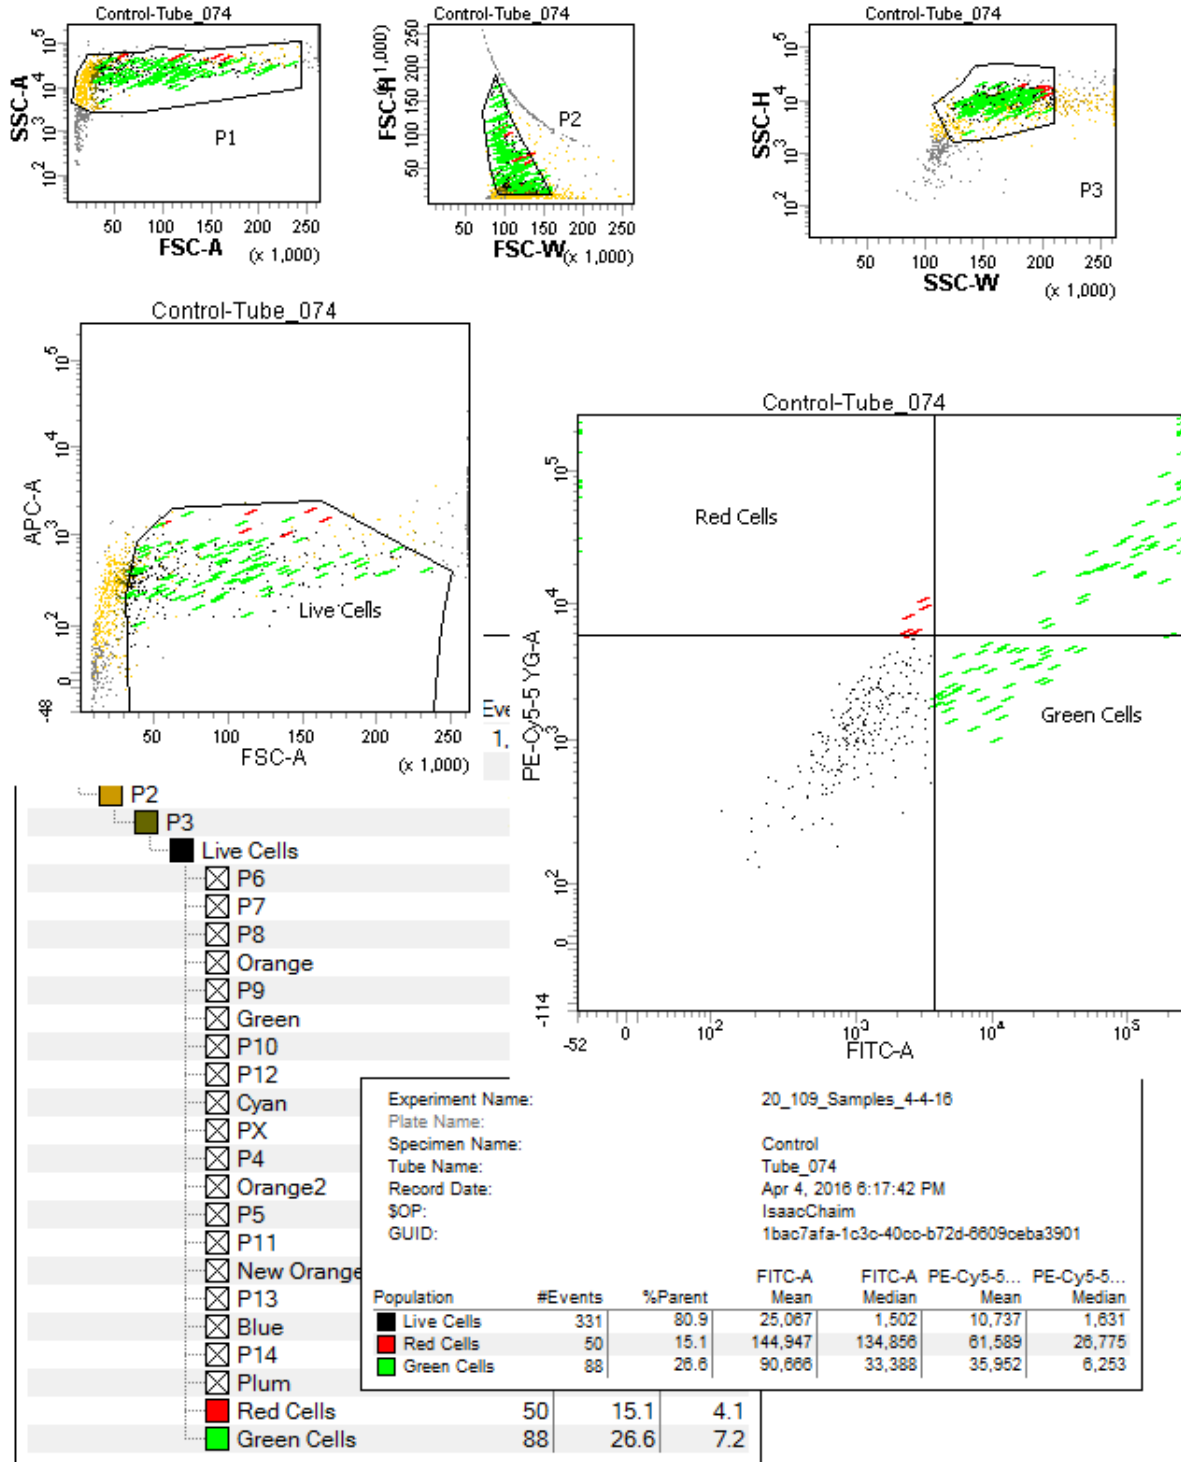 Control-Tube_074
SSC-A
10^5
10^4
10^3
10^2
P1
50 100 150 200 250
FSC-A (x 1,000)
Control-Tube_074
FSC-H
(x 1,000)
250
200
150
100
50
P2
50 100 150 200 250
FSC-W (x 1,000)
Control-Tube_074
SSC-H
10^5
10^4
10^3
10^2
P3
50 100 150 200 250
SSC-W (x 1,000)
Control-Tube_074
APC-A
10^5
10^4
10^3
10^2
0
-48
Live Cells
50 100 150 200 250
FSC-A (x 1,000)
Control-Tube_074
PE-Cy5-5 YG-A
10^5
10^4
10^3
10^2
0
-114
Red Cells
Green Cells
-52 0 10^2 10^3 10^4 10^5
FITC-A
Eve
1,
P2
P3
Live Cells
P6
P7
P8
Orange
P9
Green
P10
P12
Cyan
PX
P4
Orange2
P5
P11
New Orange
P13
Blue
P14
Plum
Red Cells 50 15.1 4.1
Green Cells 88 26.6 7.2
Experiment Name: 20_109_Samples_4-4-16
Plate Name:
Specimen Name: Control
Tube Name: Tube_074
Record Date: Apr 4, 2016 6:17:42 PM
$OP: IsaacChaim
GUID: 1bac7afa-1c3c-40cc-b72d-6609ceba3901
FITC-A FITC-A PE-Cy5-5... PE-Cy5-5...
Population #Events %Parent Mean Median Mean Median
Live Cells 331 80.9 25,067 1,502 10,737 1,631
Red Cells 50 15.1 144,947 134,856 61,589 26,775
Green Cells 88 26.6 90,666 33,388 35,952 6,253